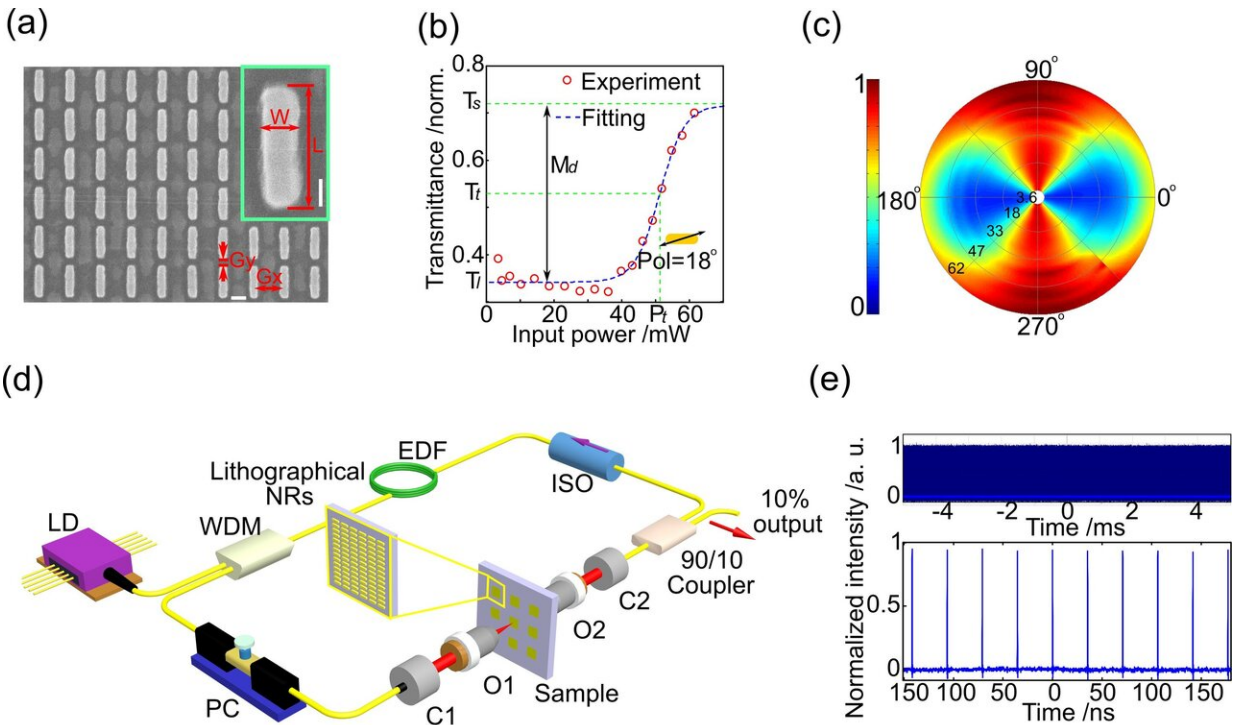 (a)
W
L
Gy
Gx
(b)
0.8
Ts
Experiment
Fitting
0.6
Md
Tt
0.4
Pol=18°
Tl
0 20 40 Pt 60
Input power /mW
Transmittance /norm.
(c)
1
0
90°
180°
0°
270°
3.6
18
33
47
62
(d)
LD
WDM
Lithographical
NRs
EDF
ISO
10%
output
90/10
Coupler
C2
O2
Sample
O1
C1
PC
(e)
Normalized intensity /a. u.
1
0
-4 -2 0 2 4
Time /ms
1
0.5
0
150 100 50 0 50 100 150
Time /ns